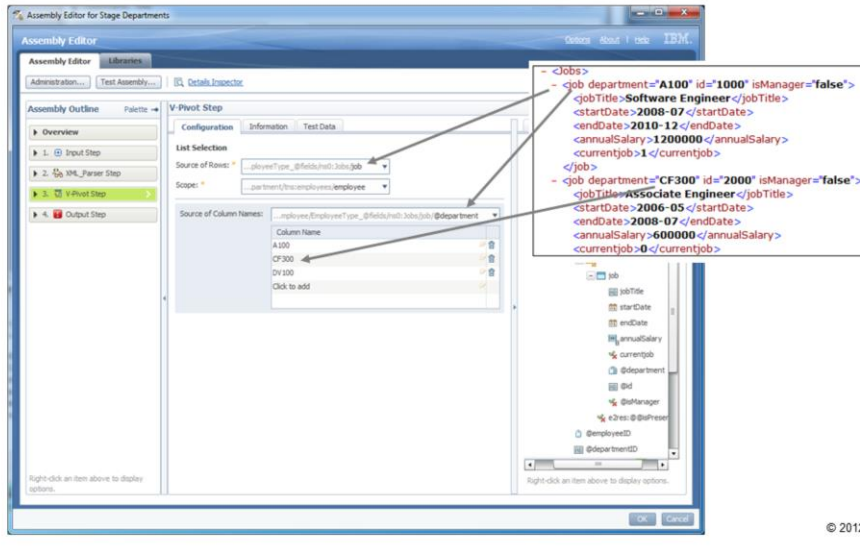 Assembly Editor for Stage Departments
Assembly Editor
Options About | Help IBM.
Assembly Editor Libraries
Administration... Test Assembly... Details Inspector
Assembly Outline Palette
Overview
1. Input Step
2. XML_Parser Step
3. V-Pivot Step
4. Output Step
Right-click an item above to display
options.
V-Pivot Step
Configuration Information Test Data
List Selection
Source of Rows: * ...ployeeType_@fields/ns0:Jobs/job
Scope: * ...partment/tns:employees/employee
Source of Column Names: ...mployee/EmployeeType_@fields/ns0:Jobs/job/@department
Column Name
A100
CF300
DV100
Click to add
- <Jobs>
- <job department="A100" id="1000" isManager="false">
<jobTitle>Software Engineer</jobTitle>
<startDate>2008-07</startDate>
<endDate>2010-12</endDate>
<annualSalary>1200000</annualSalary>
<currentjob>1</currentjob>
</job>
- <job department="CF300" id="2000" isManager="false">
<jobTitle>Associate Engineer</jobTitle>
<startDate>2006-05</startDate>
<endDate>2008-07</endDate>
<annualSalary>600000</annualSalary>
<currentjob>0</currentjob>
job
jobTitle
startDate
endDate
annualSalary
currentjob
@department
@id
@isManager
e2res:@@isPreser
@employeeID
@departmentID
Right-click an item above to display options.
OK Cancel
© 2012